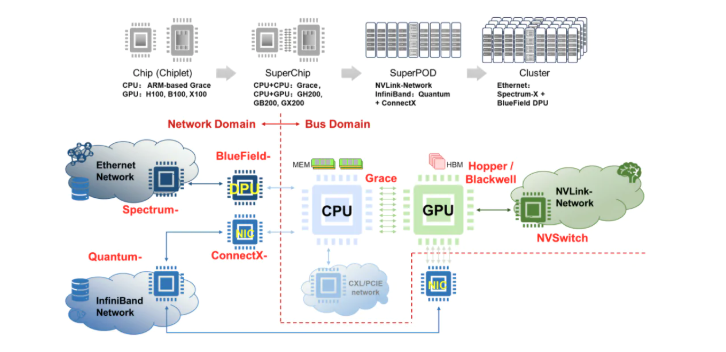 Chip (Chiplet)
CPU: ARM-based Grace
GPU: H100, B100, X100
SuperChip
CPU+CPU: Grace,
CPU+GPU: GH200,
GB200, GX200
SuperPOD
NVLink-Network
InfiniBand: Quantum
+ ConnectX
Cluster
Ethernet:
Spectrum-X +
BlueField DPU
Network Domain
Bus Domain
Ethernet
Network
Spectrum-
BlueField-
DPU
MEM
CPU
Grace
HBM
GPU
Hopper /
Blackwell
NVLink-
Network
NVSwitch
Quantum-
NIC
ConnectX-
CXL/PCIe
network
NIC
InfiniBand
Network